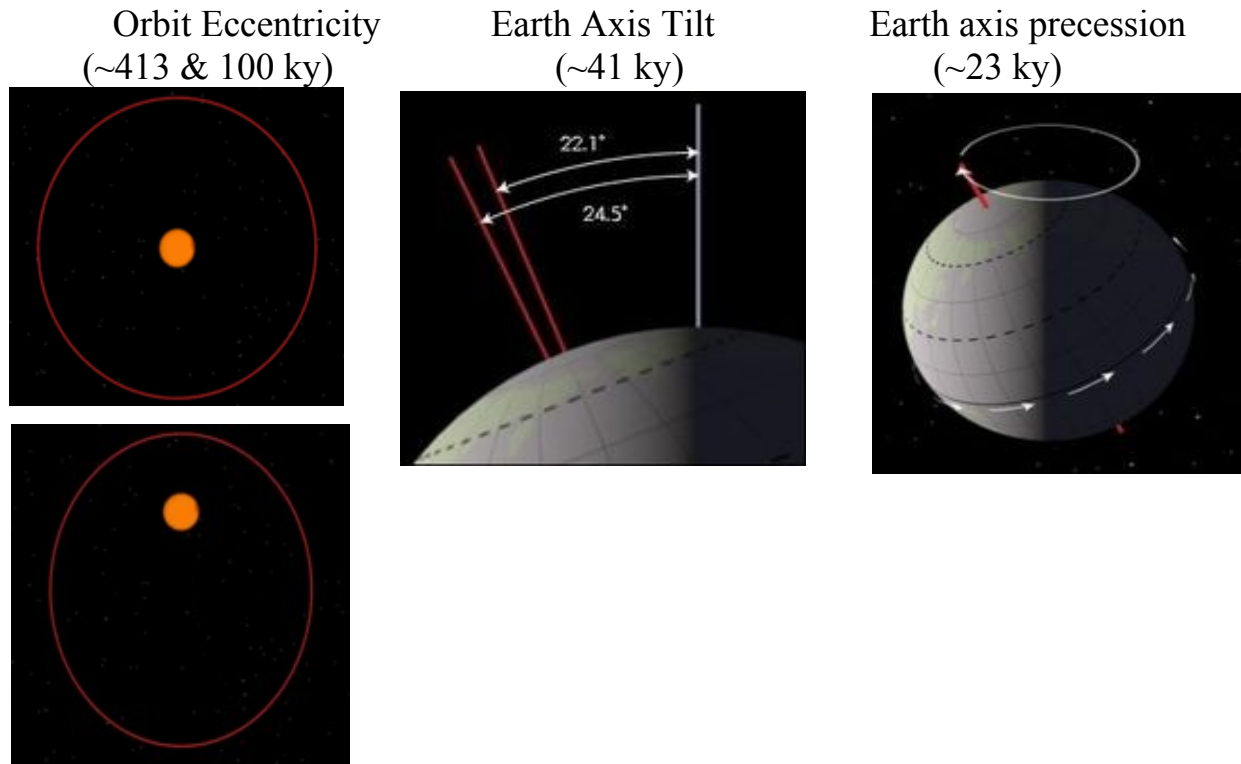 Orbit Eccentricity
(~413 & 100 ky)
Earth Axis Tilt
(~41 ky)
Earth axis precession
(~23 ky)
22.1°
24.5°